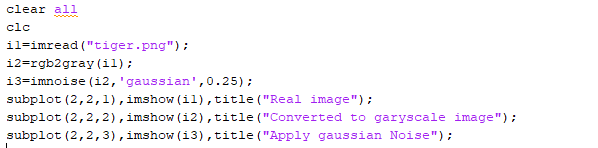 clear all
clc
i1=imread("tiger.png");
i2=rgb2gray(i1);
i3=imnoise(i2,'gaussian',0.25);
subplot(2,2,1),imshow(i1),title("Real image");
subplot(2,2,2),imshow(i2),title("Converted to garyscale image");
subplot(2,2,3),imshow(i3),title("Apply gaussian Noise");